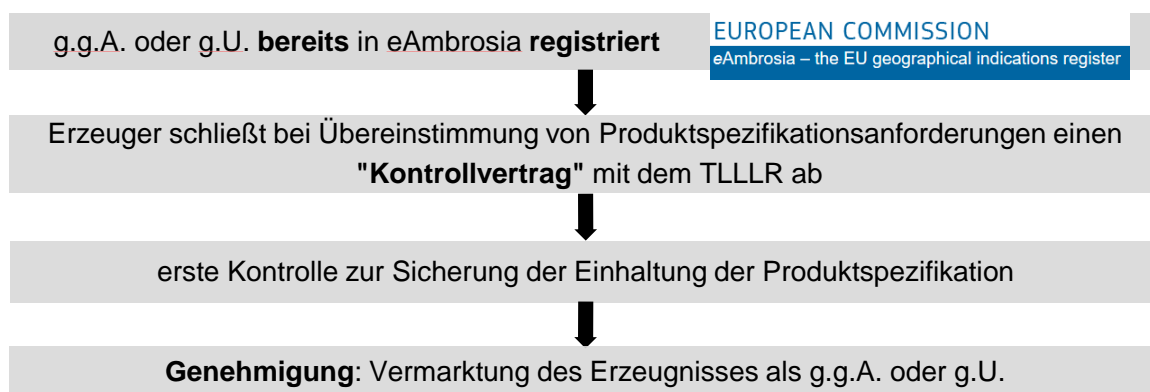 g.g.A. oder g.U. bereits in eAmbrosia registriert
EUROPEAN COMMISSION
eAmbrosia – the EU geographical indications register
Erzeuger schließt bei Übereinstimmung von Produktspezifikationsanforderungen einen
"Kontrollvertrag" mit dem TLLLR ab
erste Kontrolle zur Sicherung der Einhaltung der Produktspezifikation
Genehmigung: Vermarktung des Erzeugnisses als g.g.A. oder g.U.